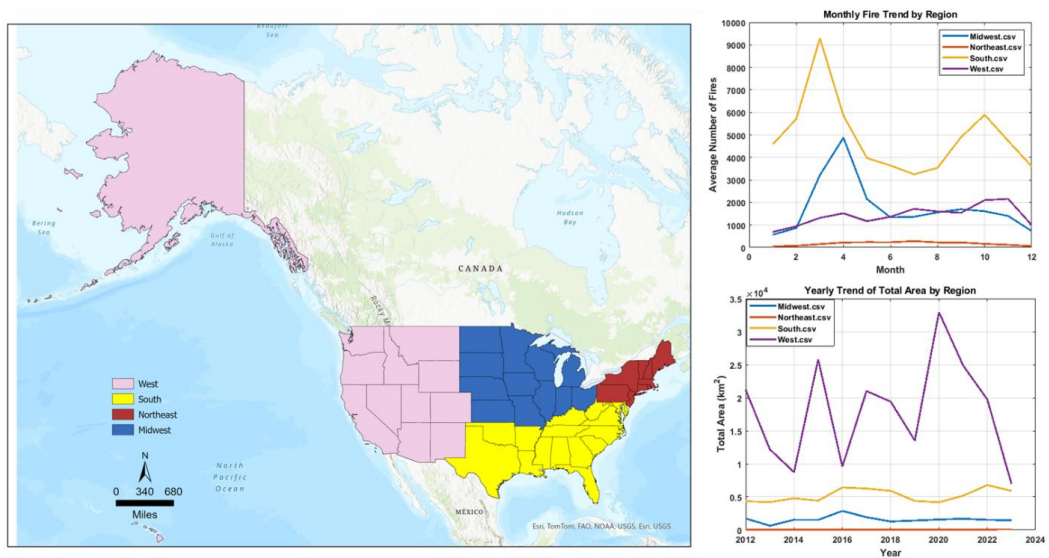 Beaufort Sea
Bering Sea
Gulf of Alaska
Hudson Bay
CANADA
Rocky M
North Pacific Ocean
MÉXICO
West
South
Northeast
Midwest
N
0 340 680
Miles
Esri, TomTom, FAO, NOAA, USGS, Esri, USGS
Monthly Fire Trend by Region
Midwest.csv
Northeast.csv
South.csv
West.csv
Average Number of Fires
10000
9000
8000
7000
6000
5000
4000
3000
2000
1000
0
0 2 4 6 8 10 12
Month
Yearly Trend of Total Area by Region
×10⁴
Midwest.csv
Northeast.csv
South.csv
West.csv
Total Area (km²)
3.5
3
2.5
2
1.5
1
0.5
0
2012 2014 2016 2018 2020 2022 2024
Year